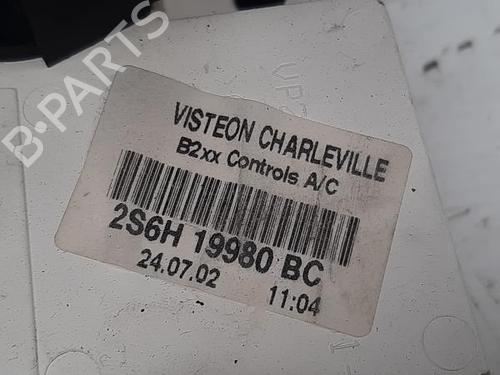 B-PARTS
VISTEON CHARLEVILLE
B2xx Controls A/C
2S6H 19980 BC
24.07.02 11:04